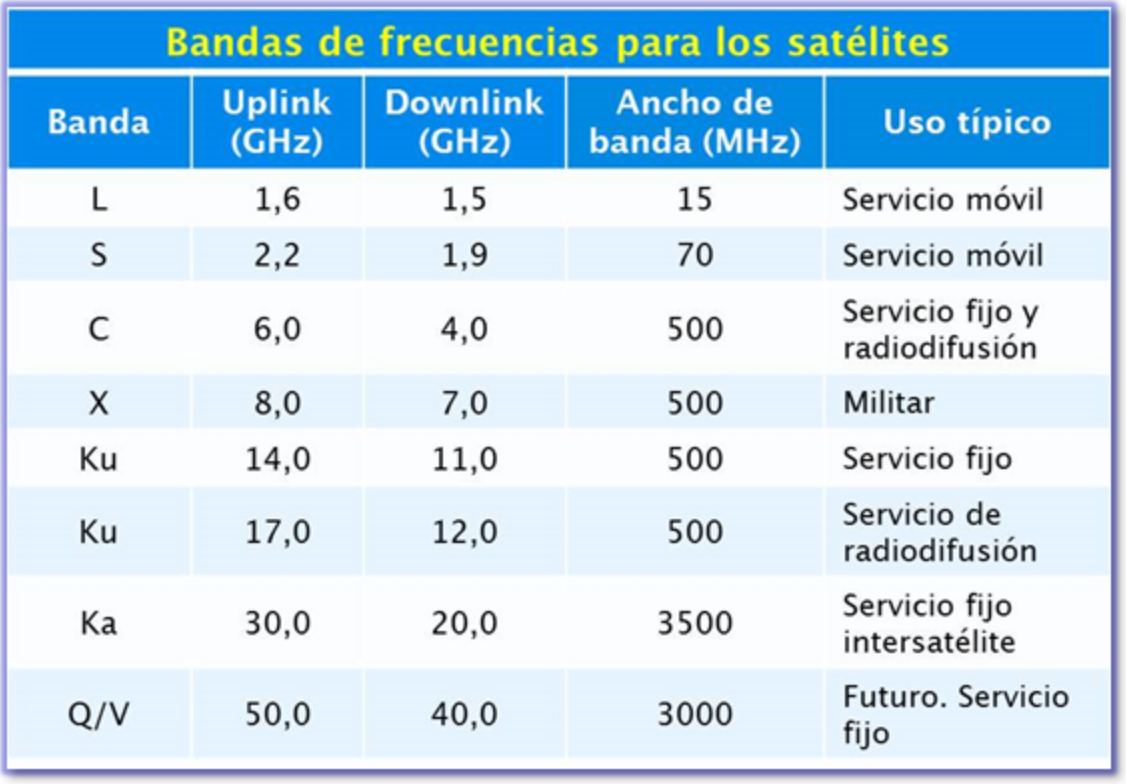 Bandas de frecuencias para los satélites
Banda Uplink (GHz) Downlink (GHz) Ancho de banda (MHz) Uso típico
L 1,6 1,5 15 Servicio móvil
S 2,2 1,9 70 Servicio móvil
C 6,0 4,0 500 Servicio fijo y radiodifusión
X 8,0 7,0 500 Militar
Ku 14,0 11,0 500 Servicio fijo
Ku 17,0 12,0 500 Servicio de radiodifusión
Ka 30,0 20,0 3500 Servicio fijo intersatélite
Q/V 50,0 40,0 3000 Futuro. Servicio fijo